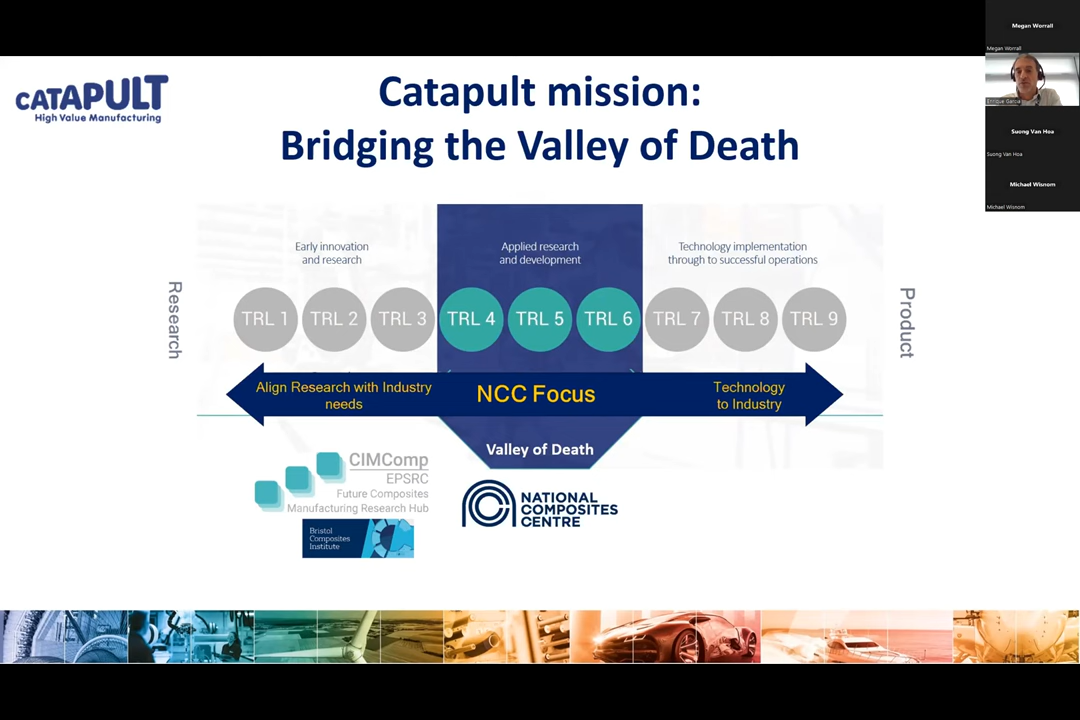 CATAPULT
High Value Manufacturing
Catapult mission:
Bridging the Valley of Death
Megan Worrall
Megan Worrall
Enrique Garcia
Suong Van Hoa
Suong Van Hoa
Michael Wisnom
Michael Wisnom
Early innovation
and research
Applied research
and development
Technology implementation
through to successful operations
Research
TRL 1
TRL 2
TRL 3
TRL 4
TRL 5
TRL 6
TRL 7
TRL 8
TRL 9
Product
Align Research with Industry
needs
NCC Focus
Technology
to Industry
Valley of Death
CIMComp
EPSRC
Future Composites
Manufacturing Research Hub
Bristol
Composites
Institute
NATIONAL
COMPOSITES
CENTRE